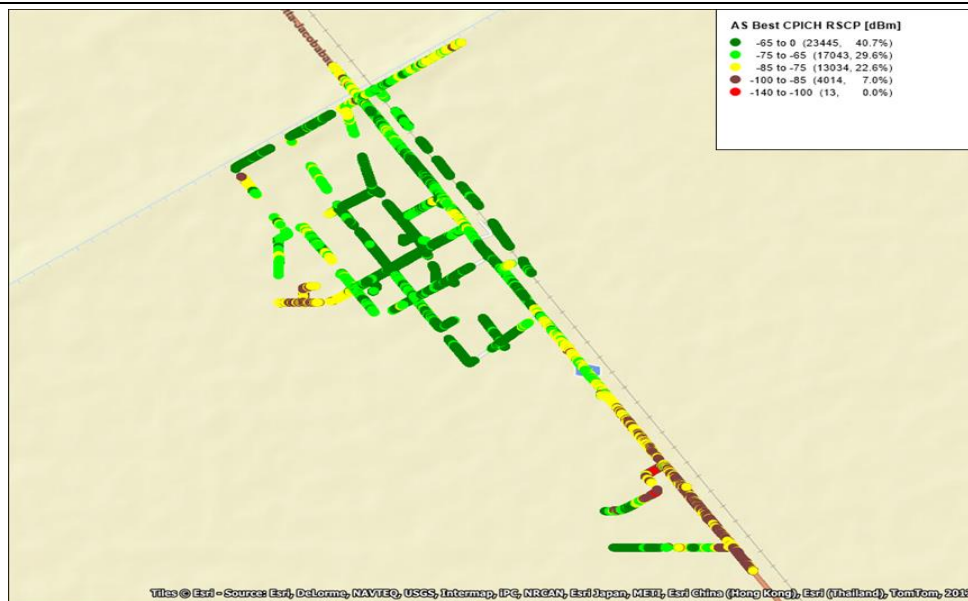 AS Best CPICH RSCP [dBm]
-65 to 0 (23445, 40.7%)
-75 to -65 (17043, 29.6%)
-85 to -75 (13034, 22.6%)
-100 to -85 (4014, 7.0%)
-140 to -100 (13, 0.0%)
Tiles © Esri - Source: Esri, DeLorme, NAVTEQ, USGS, Intermap, iPC, NRCAN, Esri Japan, METI, Esri China (Hong Kong), Esri (Thailand), TomTom,